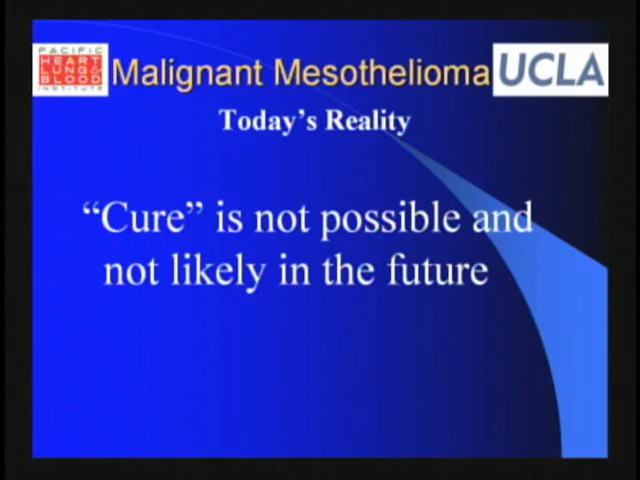 PACIFIC
HEART
LUNG &
BLOOD
INSTITUTE
Malignant Mesothelioma
UCLA
Today's Reality
“Cure” is not possible and
not likely in the future